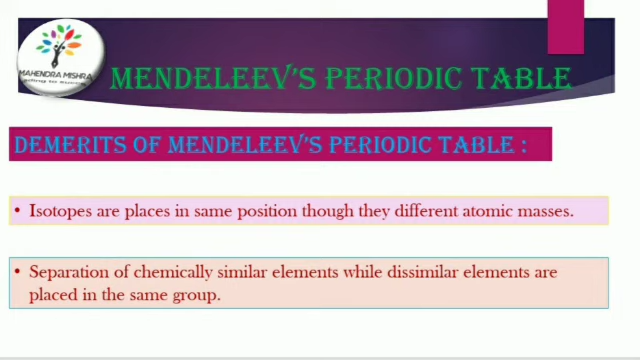 MAHENDRA MISHRA
MENDELEEV'S PERIODIC TABLE
DEMERITS OF MENDELEEV'S PERIODIC TABLE :
• Isotopes are places in same position though they different atomic masses.
• Separation of chemically similar elements while dissimilar elements are
placed in the same group.